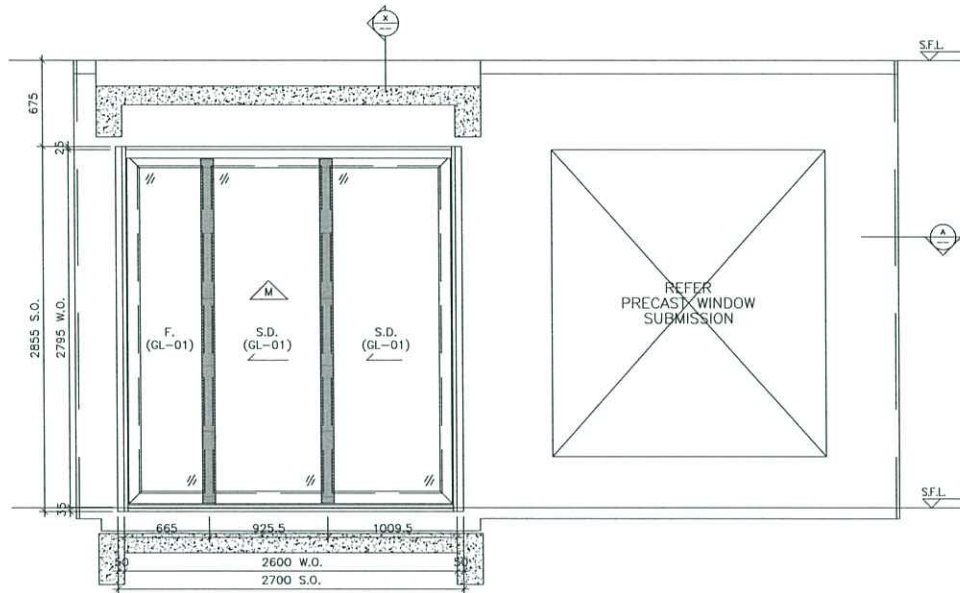 X
S.F.L.
675
25
A
M
REFER
PRECAST WINDOW
SUBMISSION
2855 S.O.
2795 W.O.
F.
(GL-01)
S.D.
(GL-01)
S.D.
(GL-01)
S.F.L.
35
665
925.5
1009.5
50
2600 W.O.
50
2700 S.O.